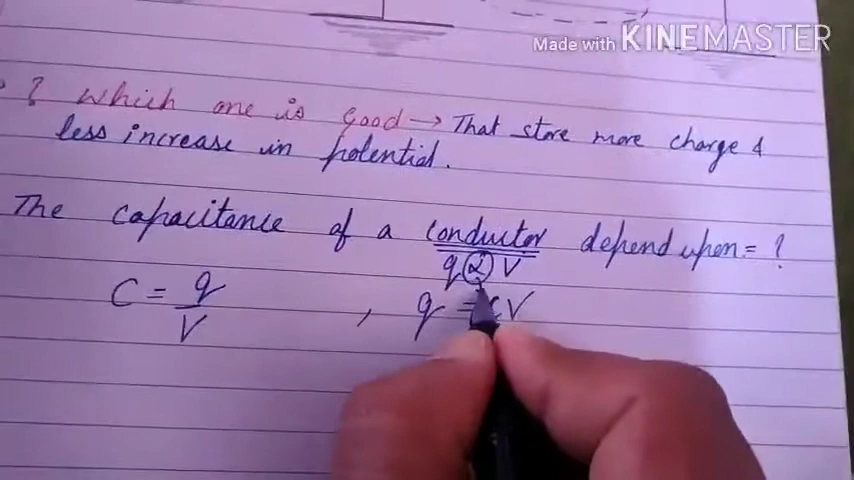 Made with KINEMASTER
? which one is good → That store more charge &
less increase in potential.
The capacitance of a conductor depend upon = ?
q α V
C = q/V , q = CV